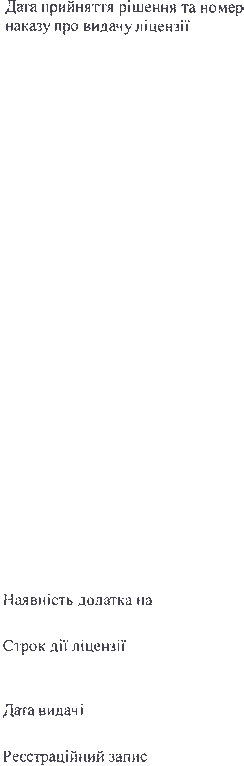 Дата прийняття рішення та номер
наказу про видачу ліцензії
Наявність додатка на
Строк дії ліцензії
Дата видачі
Реєстраційний запис